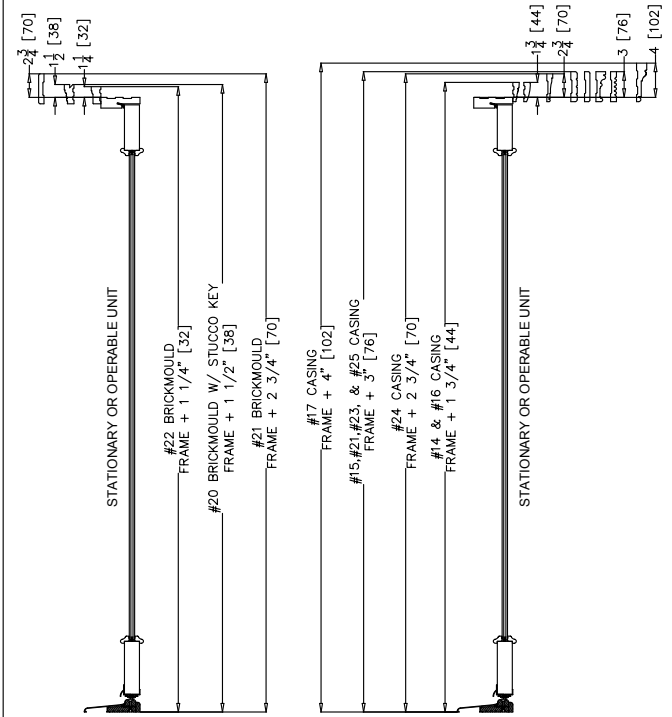 2 3/4 [70]
1 1/2 [38]
1 1/4 [32]
STATIONARY OR OPERABLE UNIT
#22 BRICKMOULD
FRAME + 1 1/4" [32]
#20 BRICKMOULD W/ STUCCO KEY
FRAME + 1 1/2" [38]
#21 BRICKMOULD
FRAME + 2 3/4" [70]
#17 CASING
FRAME + 4" [102]
#15,#21,#23, & #25 CASING
FRAME + 3" [76]
#24 CASING
FRAME + 2 3/4" [70]
#14 & #16 CASING
FRAME + 1 3/4" [44]
STATIONARY OR OPERABLE UNIT
1 3/4 [44]
2 3/4 [70]
3 [76]
4 [102]